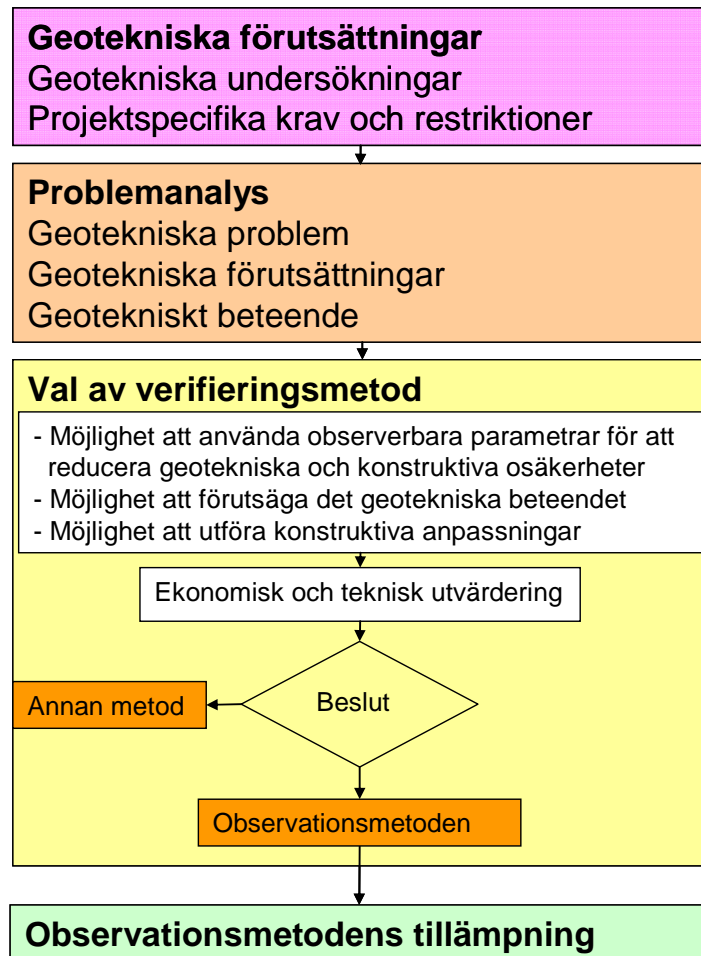 Geotekniska förutsättningar
Geotekniska undersökningar
Projektspecifika krav och restriktioner
Problemanalys
Geotekniska problem
Geotekniska förutsättningar
Geotekniskt beteende
Val av verifieringsmetod
- Möjlighet att använda observerbara parametrar för att
reducera geotekniska och konstruktiva osäkerheter
- Möjlighet att förutsäga det geotekniska beteendet
- Möjlighet att utföra konstruktiva anpassningar
Ekonomisk och teknisk utvärdering
Beslut
Annan metod
Observationsmetoden
Observationsmetodens tillämpning